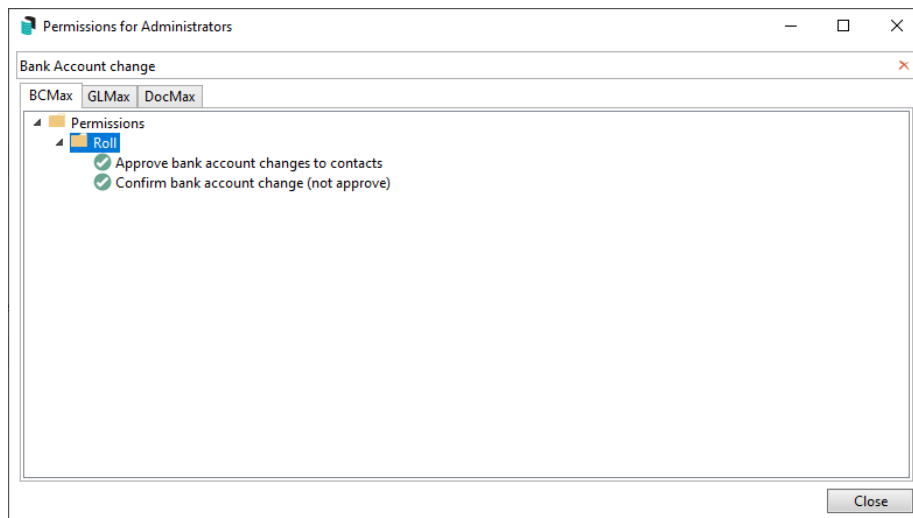 Permissions for Administrators
Bank Account change
BCMax GLMax DocMax
Permissions
Roll
Approve bank account changes to contacts
Confirm bank account change (not approve)
Close